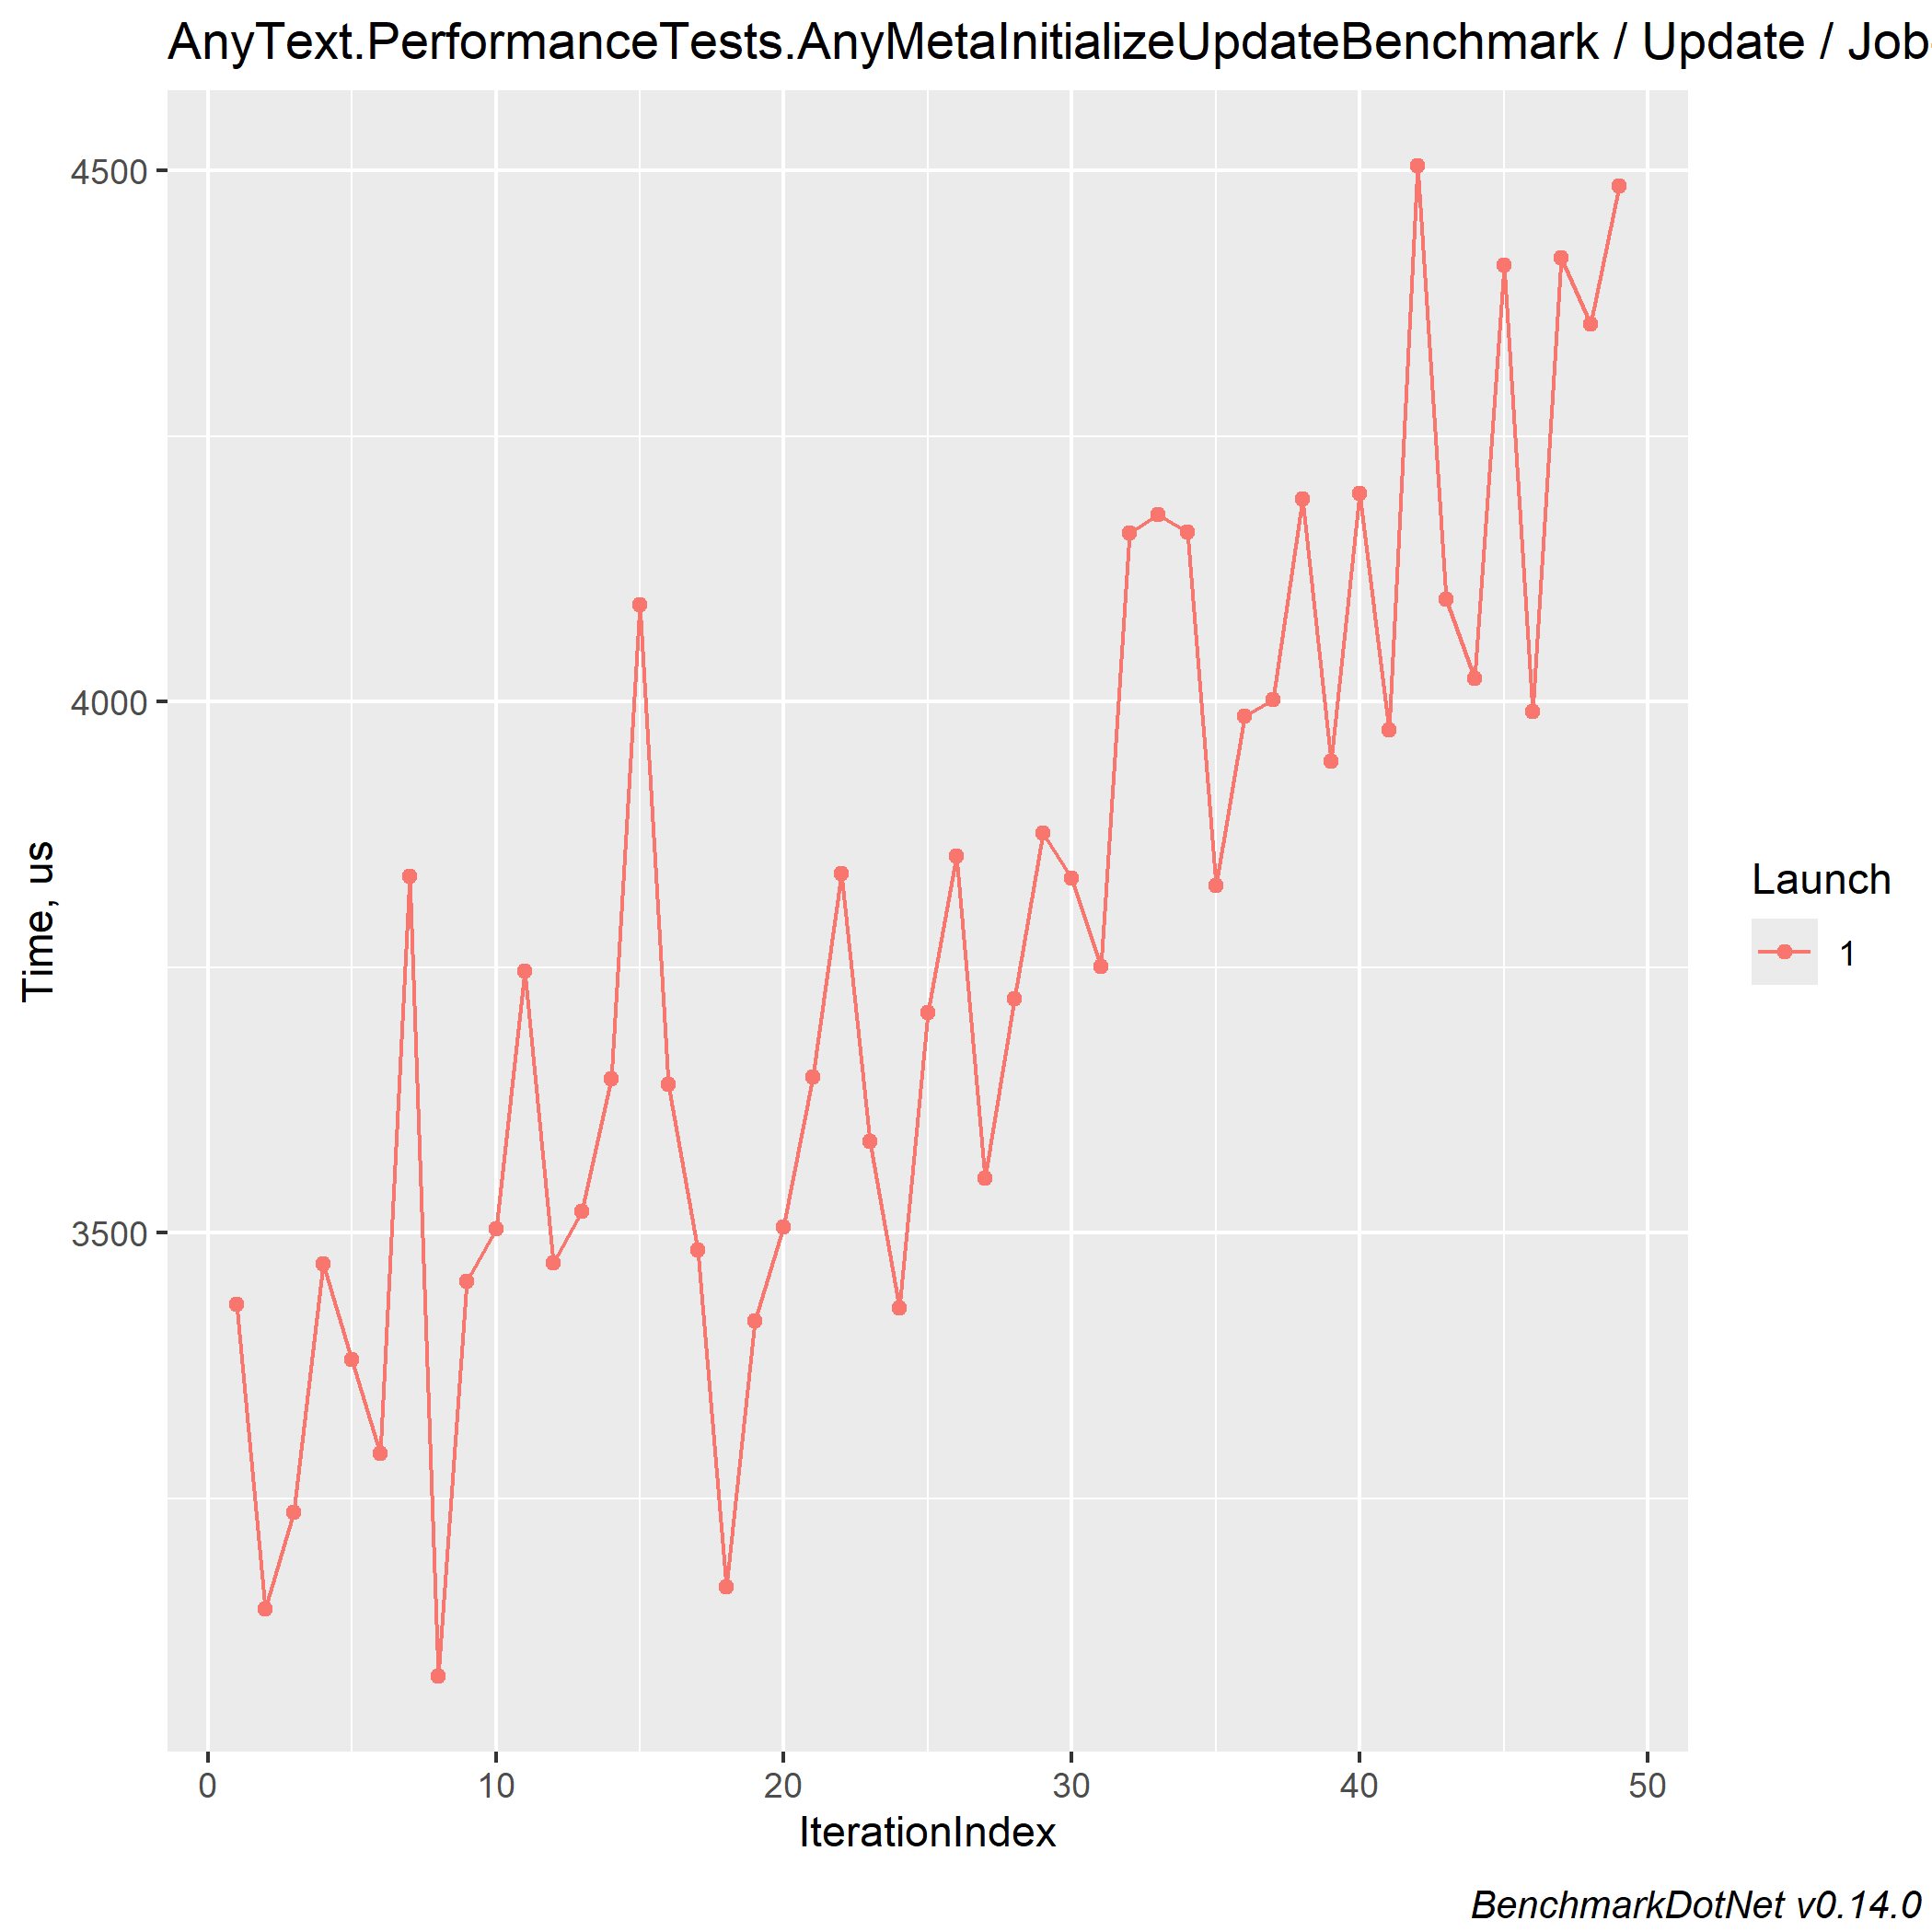 AnyText.PerformanceTests.AnyMetaInitializeUpdateBenchmark / Update / Job
4500
4000
3500
Time, us
Launch
1
0 10 20 30 40 50
IterationIndex
BenchmarkDotNet v0.14.0